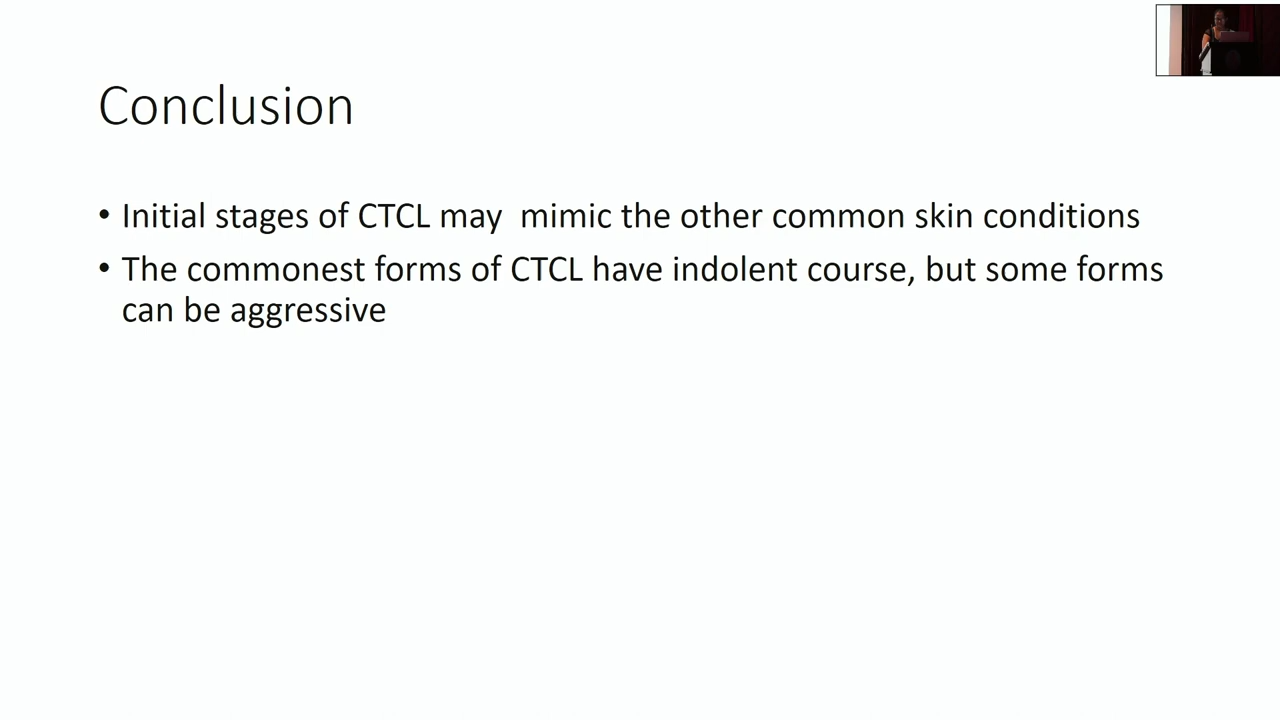 Conclusion
• Initial stages of CTCL may  mimic the other common skin conditions
• The commonest forms of CTCL have indolent course, but some forms
can be aggressive